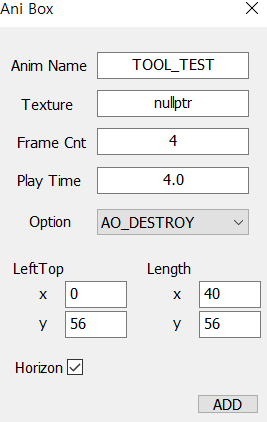 Ani Box
Anim Name TOOL_TEST
Texture nullptr
Frame Cnt 4
Play Time 4.0
Option AO_DESTROY
LeftTop Length
x 0 x 40
y 56 y 56
Horizon
ADD